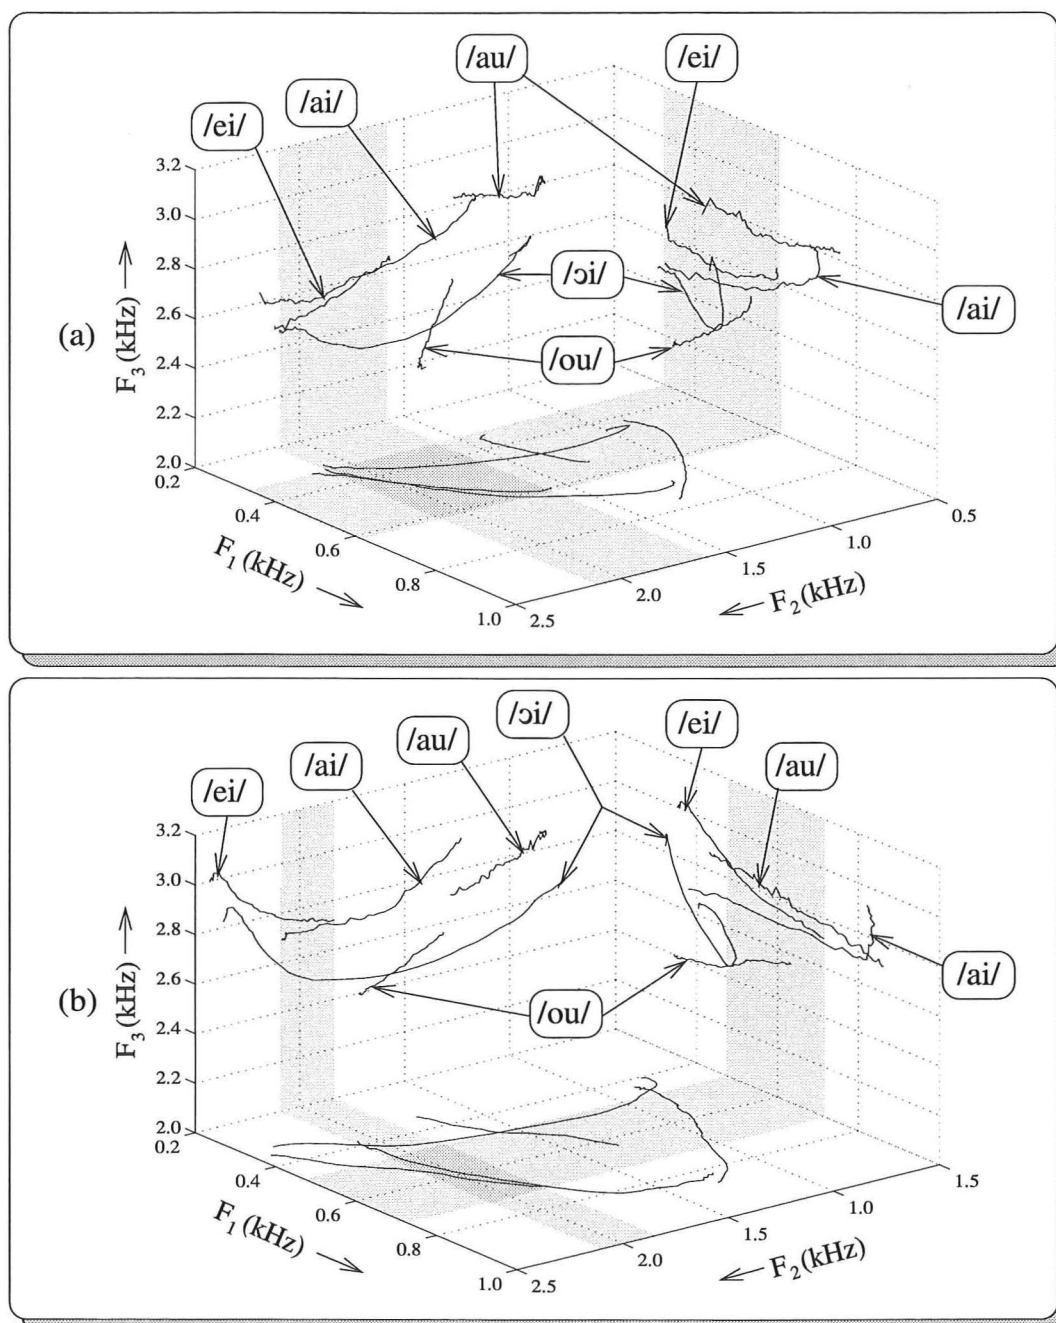 /au/ /ei/
/ei/ /ai/
3.2
3.0
2.8
2.6
2.4
2.2
2.0
F3 (kHz)
(a)
/ɔi/
/ai/
/ou/
0.2
0.4
0.6
0.8
1.0
F1 (kHz)
2.5
2.0
1.5
1.0
0.5
F2 (kHz)
/ɔi/ /ei/
/ei/ /ai/ /au/ /au/
3.2
3.0
2.8
2.6
2.4
2.2
2.0
F3 (kHz)
(b)
/ai/
/ou/
0.2
0.4
0.6
0.8
1.0
F1 (kHz)
2.5
2.0
1.5
1.0
1.5
F2 (kHz)